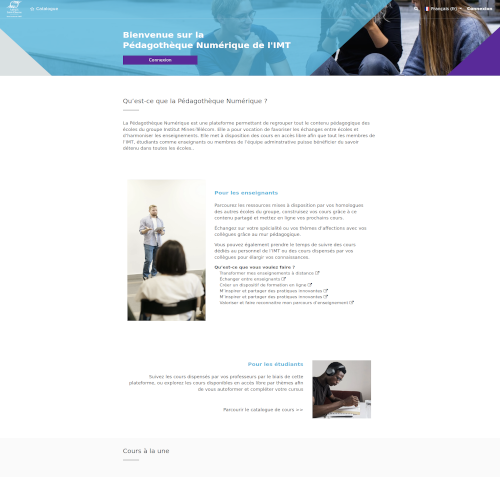 Catalogue
Français (fr)
Connexion
Bienvenue sur la
Pédagothèque Numérique de l'IMT
Connexion
Qu'est-ce que la Pédagothèque Numérique ?
La Pédagothèque Numérique est une plateforme permettant de regrouper tout le contenu pédagogique des
écoles du groupe Institut Mines-Télécom. Elle a pour vocation de favoriser les échanges entre écoles et
d'harmoniser les enseignements. Elle met à disposition des cours en accès libre afin que tout les membres de
l'IMT, étudiants comme enseignants ou membres de l'équipe administrative puisse bénéficier du savoir
détenu dans toutes les écoles.
Pour les enseignants
Parcourez les ressources mises à disposition par vos homologues
des autres écoles du groupe, construisez vos cours grâce à ce
contenu partagé et mettez en ligne vos prochains cours.
Échangez sur votre spécialité ou vos thèmes d'affections avec vos
collègues grâce au mur pédagogique.
Vous pouvez également prendre le temps de suivre des cours
dédiés au personnel de l'IMT ou des cours dispensés par vos
collègues pour élargir vos connaissances.
Qu'est-ce que vous voulez faire ?
Transformer mes enseignements à distance
Echanger entre enseignants
Créer un dispositif de formation en ligne
M'inspirer et partager des pratiques innovantes
M'inspirer et partager des pratiques innovantes
Valoriser et faire reconnaître mon parcours d'enseignement
Pour les étudiants
Suivez les cours dispensés par vos professeurs par le biais de cette
plateforme, ou explorez les cours disponibles en accès libre par thèmes afin
de vous autoformer et compléter votre cursus
Parcourir le catalogue de cours >>
Cours à la une